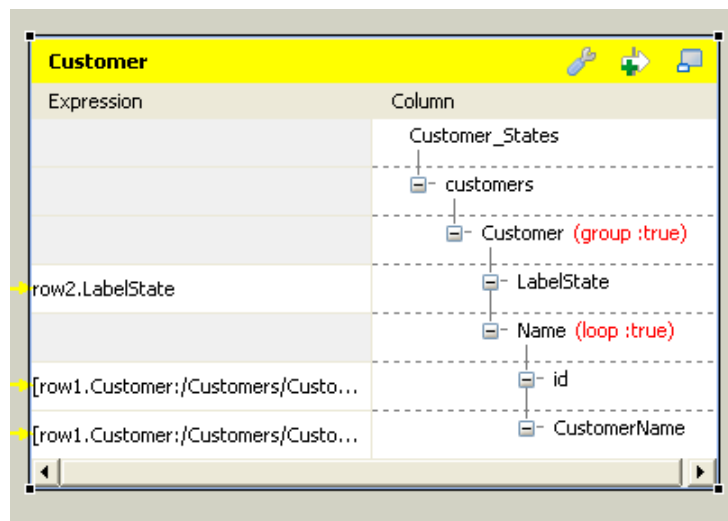 Customer
Expression Column
Customer_States
customers
Customer (group :true)
row2.LabelState LabelState
Name (loop :true)
[row1.Customer:/Customers/Custo... id
[row1.Customer:/Customers/Custo... CustomerName